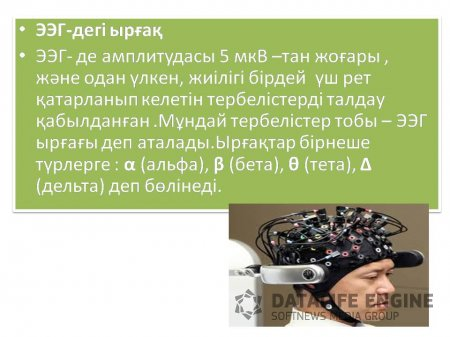 • ЭЭГ-дегі ырғақ
• ЭЭГ- де амплитудасы 5 мкВ –тан жоғары ,
және одан үлкен, жиілігі бірдей үш рет
қатарланып келетін тербелістерді талдау
қабылданған .Мұндай тербелістер тобы – ЭЭГ
ырғағы деп аталады.Ырғақтар бірнеше
түрлерге : α (альфа), β (бета), θ (тета), Δ
(дельта) деп бөлінеді.
DATALIFE ENGINE
SOFTNEWS MEDIA GROUP